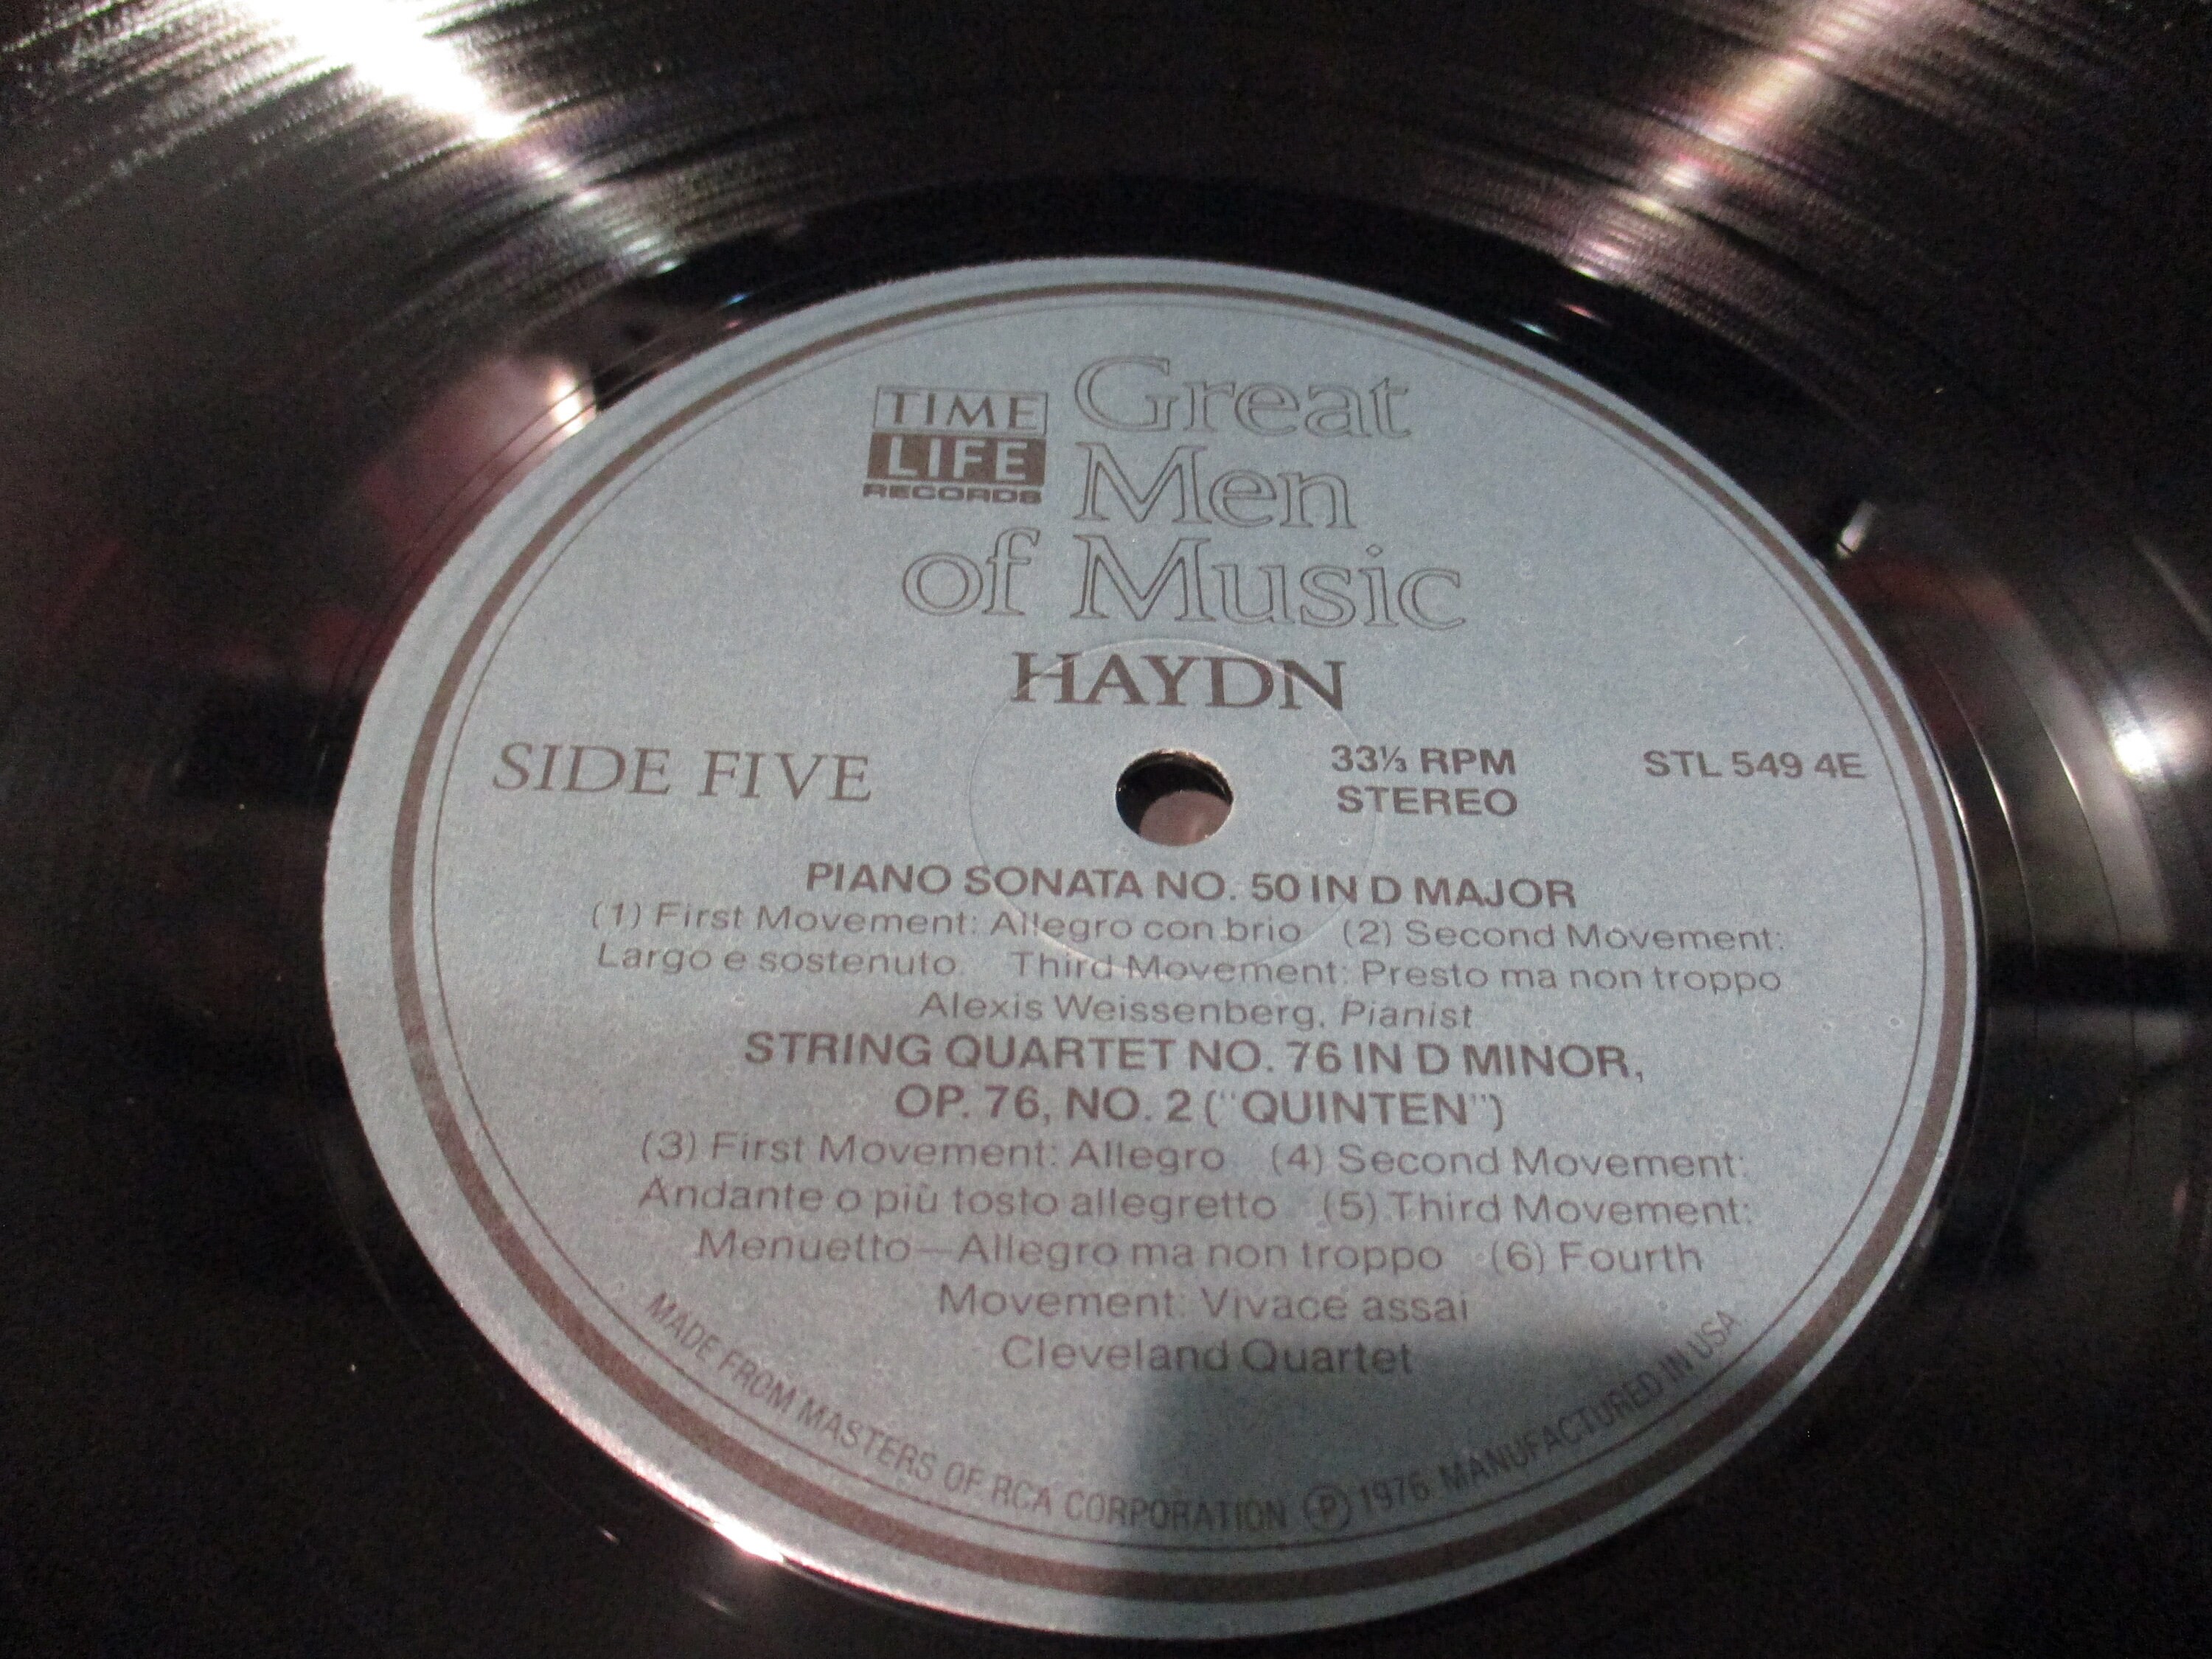 TIME
LIFE
RECORDS
Great
Men
of Music
HAYDN
SIDE FIVE
33⅓ RPM
STEREO
STL 549 4E
PIANO SONATA NO. 50 IN D MAJOR
(1) First Movement: Allegro con brio (2) Second Movement:
Largo e sostenuto. Third Movement: Presto ma non troppo
Alexis Weissenberg, Pianist
STRING QUARTET NO. 76 IN D MINOR,
OP. 76, NO. 2 ("QUINTEN")
(3) First Movement: Allegro (4) Second Movement:
Andante o più tosto allegretto (5) Third Movement:
Menuetto—Allegro ma non troppo (6) Fourth
Movement: Vivace assai
Cleveland Quartet
MADE FROM MASTERS OF RCA CORPORATION ℗ 1976 MANUFACTURED IN USA